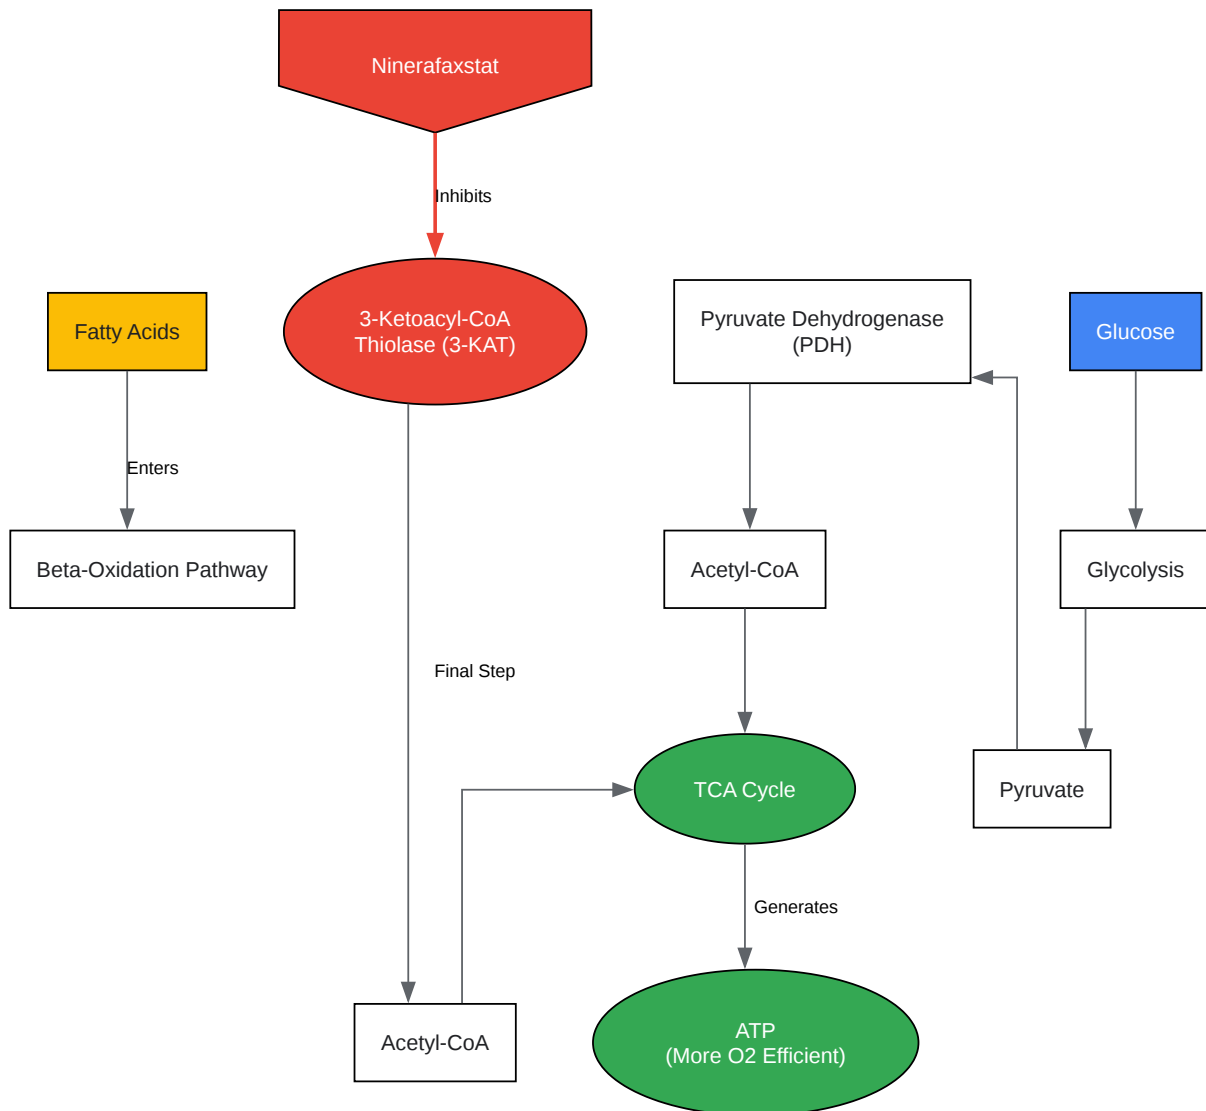 Ninerafaxstat
Inhibits
Fatty Acids
3-Ketoacyl-CoA
Thiolase (3-KAT)
Pyruvate Dehydrogenase
(PDH)
Glucose
Enters
Beta-Oxidation Pathway
Acetyl-CoA
Glycolysis
Final Step
TCA Cycle
Pyruvate
Generates
Acetyl-CoA
ATP
(More O2 Efficient)